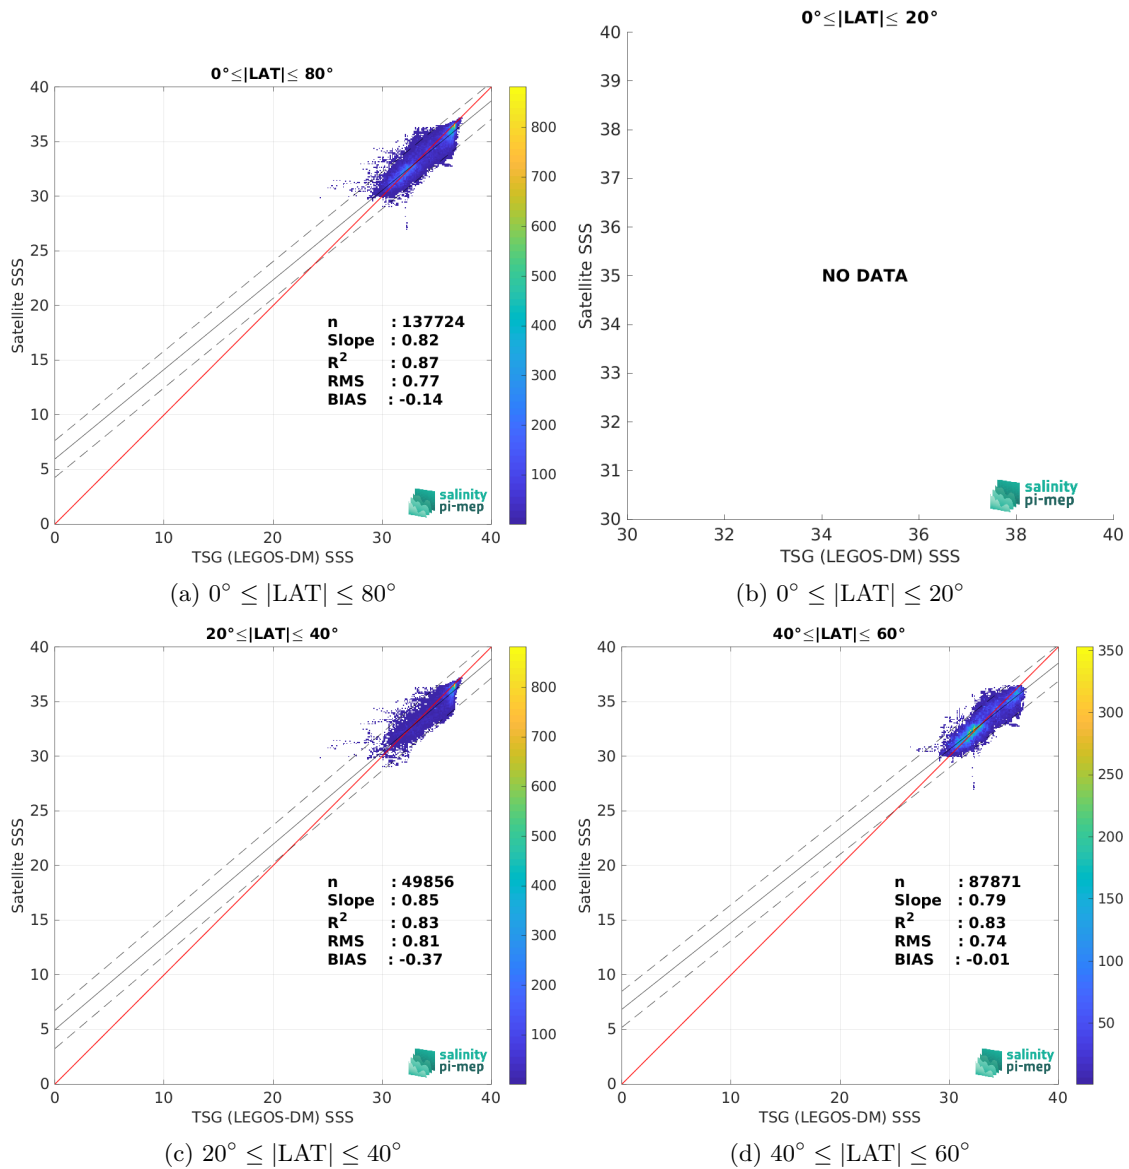 0°≤|LAT|≤ 80°
Satellite SSS
40
35
30
25
20
15
10
5
0
0 10 20 30 40
TSG (LEGOS-DM) SSS
n : 137724
Slope : 0.82
R² : 0.87
RMS : 0.77
BIAS : -0.14
salinity
pi-mep
800
700
600
500
400
300
200
100
(a) 0° ≤ |LAT| ≤ 80°
0°≤|LAT|≤ 20°
Satellite SSS
40
39
38
37
36
35
34
33
32
31
30
NO DATA
salinity
pi-mep
30 32 34 36 38 40
TSG (LEGOS-DM) SSS
(b) 0° ≤ |LAT| ≤ 20°
20°≤|LAT|≤ 40°
Satellite SSS
40
35
30
25
20
15
10
5
0
0 10 20 30 40
TSG (LEGOS-DM) SSS
n : 49856
Slope : 0.85
R² : 0.83
RMS : 0.81
BIAS : -0.37
salinity
pi-mep
800
700
600
500
400
300
200
100
(c) 20° ≤ |LAT| ≤ 40°
40°≤|LAT|≤ 60°
Satellite SSS
40
35
30
25
20
15
10
5
0
0 10 20 30 40
TSG (LEGOS-DM) SSS
n : 87871
Slope : 0.79
R² : 0.83
RMS : 0.74
BIAS : -0.01
salinity
pi-mep
350
300
250
200
150
100
50
(d) 40° ≤ |LAT| ≤ 60°